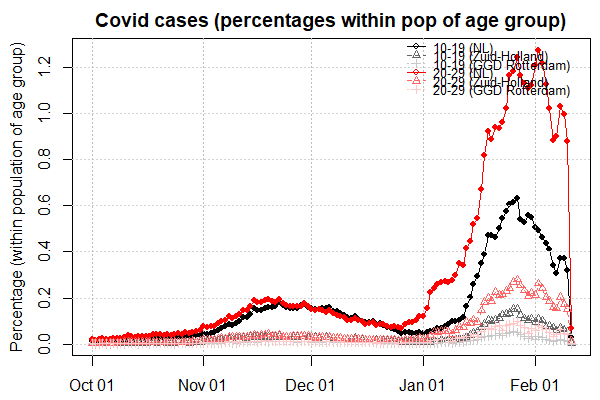 Covid cases (percentages within pop of age group)
10-19 (NL)
10-19 (Zuid-Holland)
10-19 (GGD Rotterdam)
20-29 (NL)
20-29 (Zuid-Holland)
20-29 (GGD Rotterdam)
Percentage (within population of age group)
1.2
1.0
0.8
0.6
0.4
0.2
0.0
Oct 01 Nov 01 Dec 01 Jan 01 Feb 01